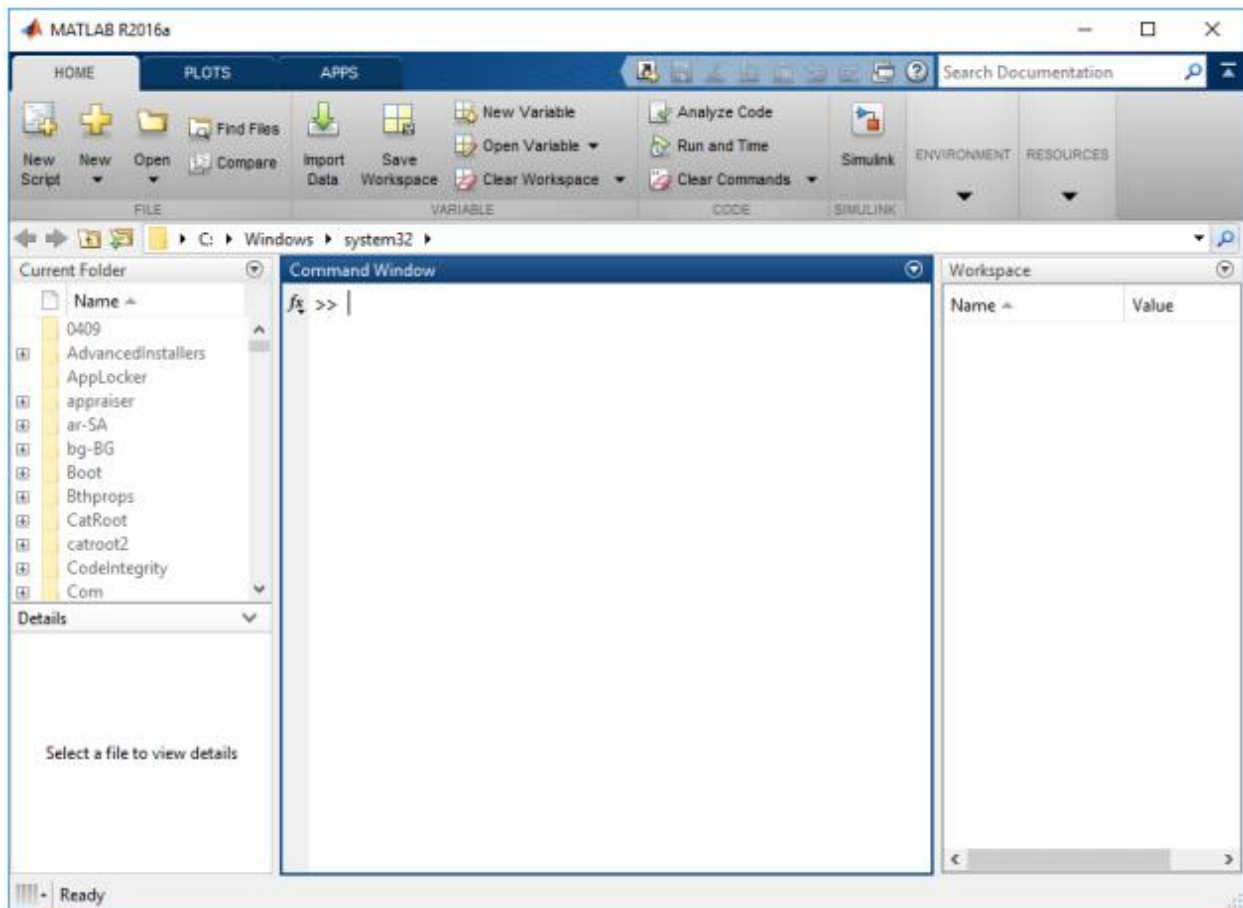 MATLAB R2016a
HOME PLOTS APPS Search Documentation
New Script
New
Open
Find Files
Compare
FILE
Import Data
Save Workspace
New Variable
Open Variable
Clear Workspace
VARIABLE
Analyze Code
Run and Time
Clear Commands
CODE
Simulink
SIMULINK
ENVIRONMENT
RESOURCES
C: Windows system32
Current Folder
Name
0409
AdvancedInstallers
AppLocker
appraiser
ar-SA
bg-BG
Boot
Bthprops
CatRoot
catroot2
CodeIntegrity
Com
Details
Select a file to view details
Command Window
fx >>
Workspace
Name Value
Ready